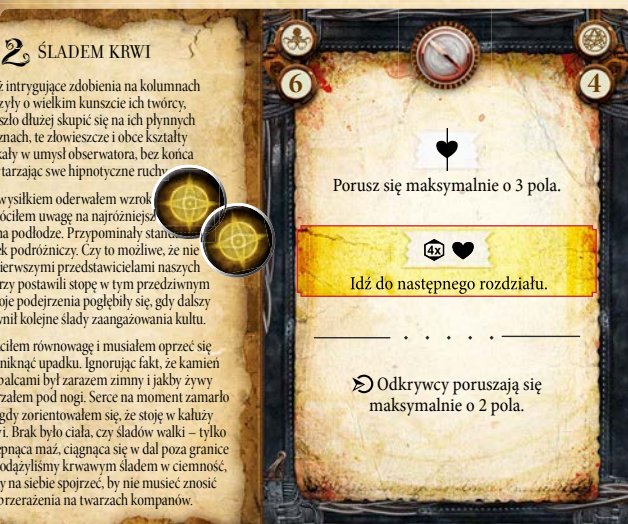 2 ŚLADEM KRWI
ż intrygujące zdobienia na kolumnach
zyły o wielkim kunszcie ich twórcy,
szło dłużej skupić się na ich płynnych
znach, te złowieszcze i obce kształty
kały w umysł obserwatora, bez końca
tarzając swe hipnotyczne ruchy
wysiłkiem oderwałem wzrok
óciłem uwagę na najróżniejsz
na podłodze. Przypominały
ek podróżniczy. Czy to możliwe, że nie
ierwszymi przedstawicielami naszych
rzy postawili stopę w tym przedziwnym
oje podejrzenia pogłębiły się, gdy dalszy
wnił kolejne ślady zaangażowania kultu.
ciłem równowagę i musiałem oprzeć się
niknąć upadku. Ignorując fakt, że kamień
palcami był zarazem zimny i jakby żywy
rzałem pod nogi. Serce na moment zamarło
gdy zorientowałem się, że stoję w kałuży
vi. Brak było ciała, czy śladów walki – tylko
epnąca maź, ciągnąca się w dal poza granice
odążyliśmy krwawym śladem w ciemność,
y na siebie spojrzeć, by nie musieć znosić
przerażenia na twarzach kompanów.
6
4
Porusz się maksymalnie o 3 pola.
4x
Idź do następnego rozdziału.
Odkrywcy poruszają się
maksymalnie o 2 pola.